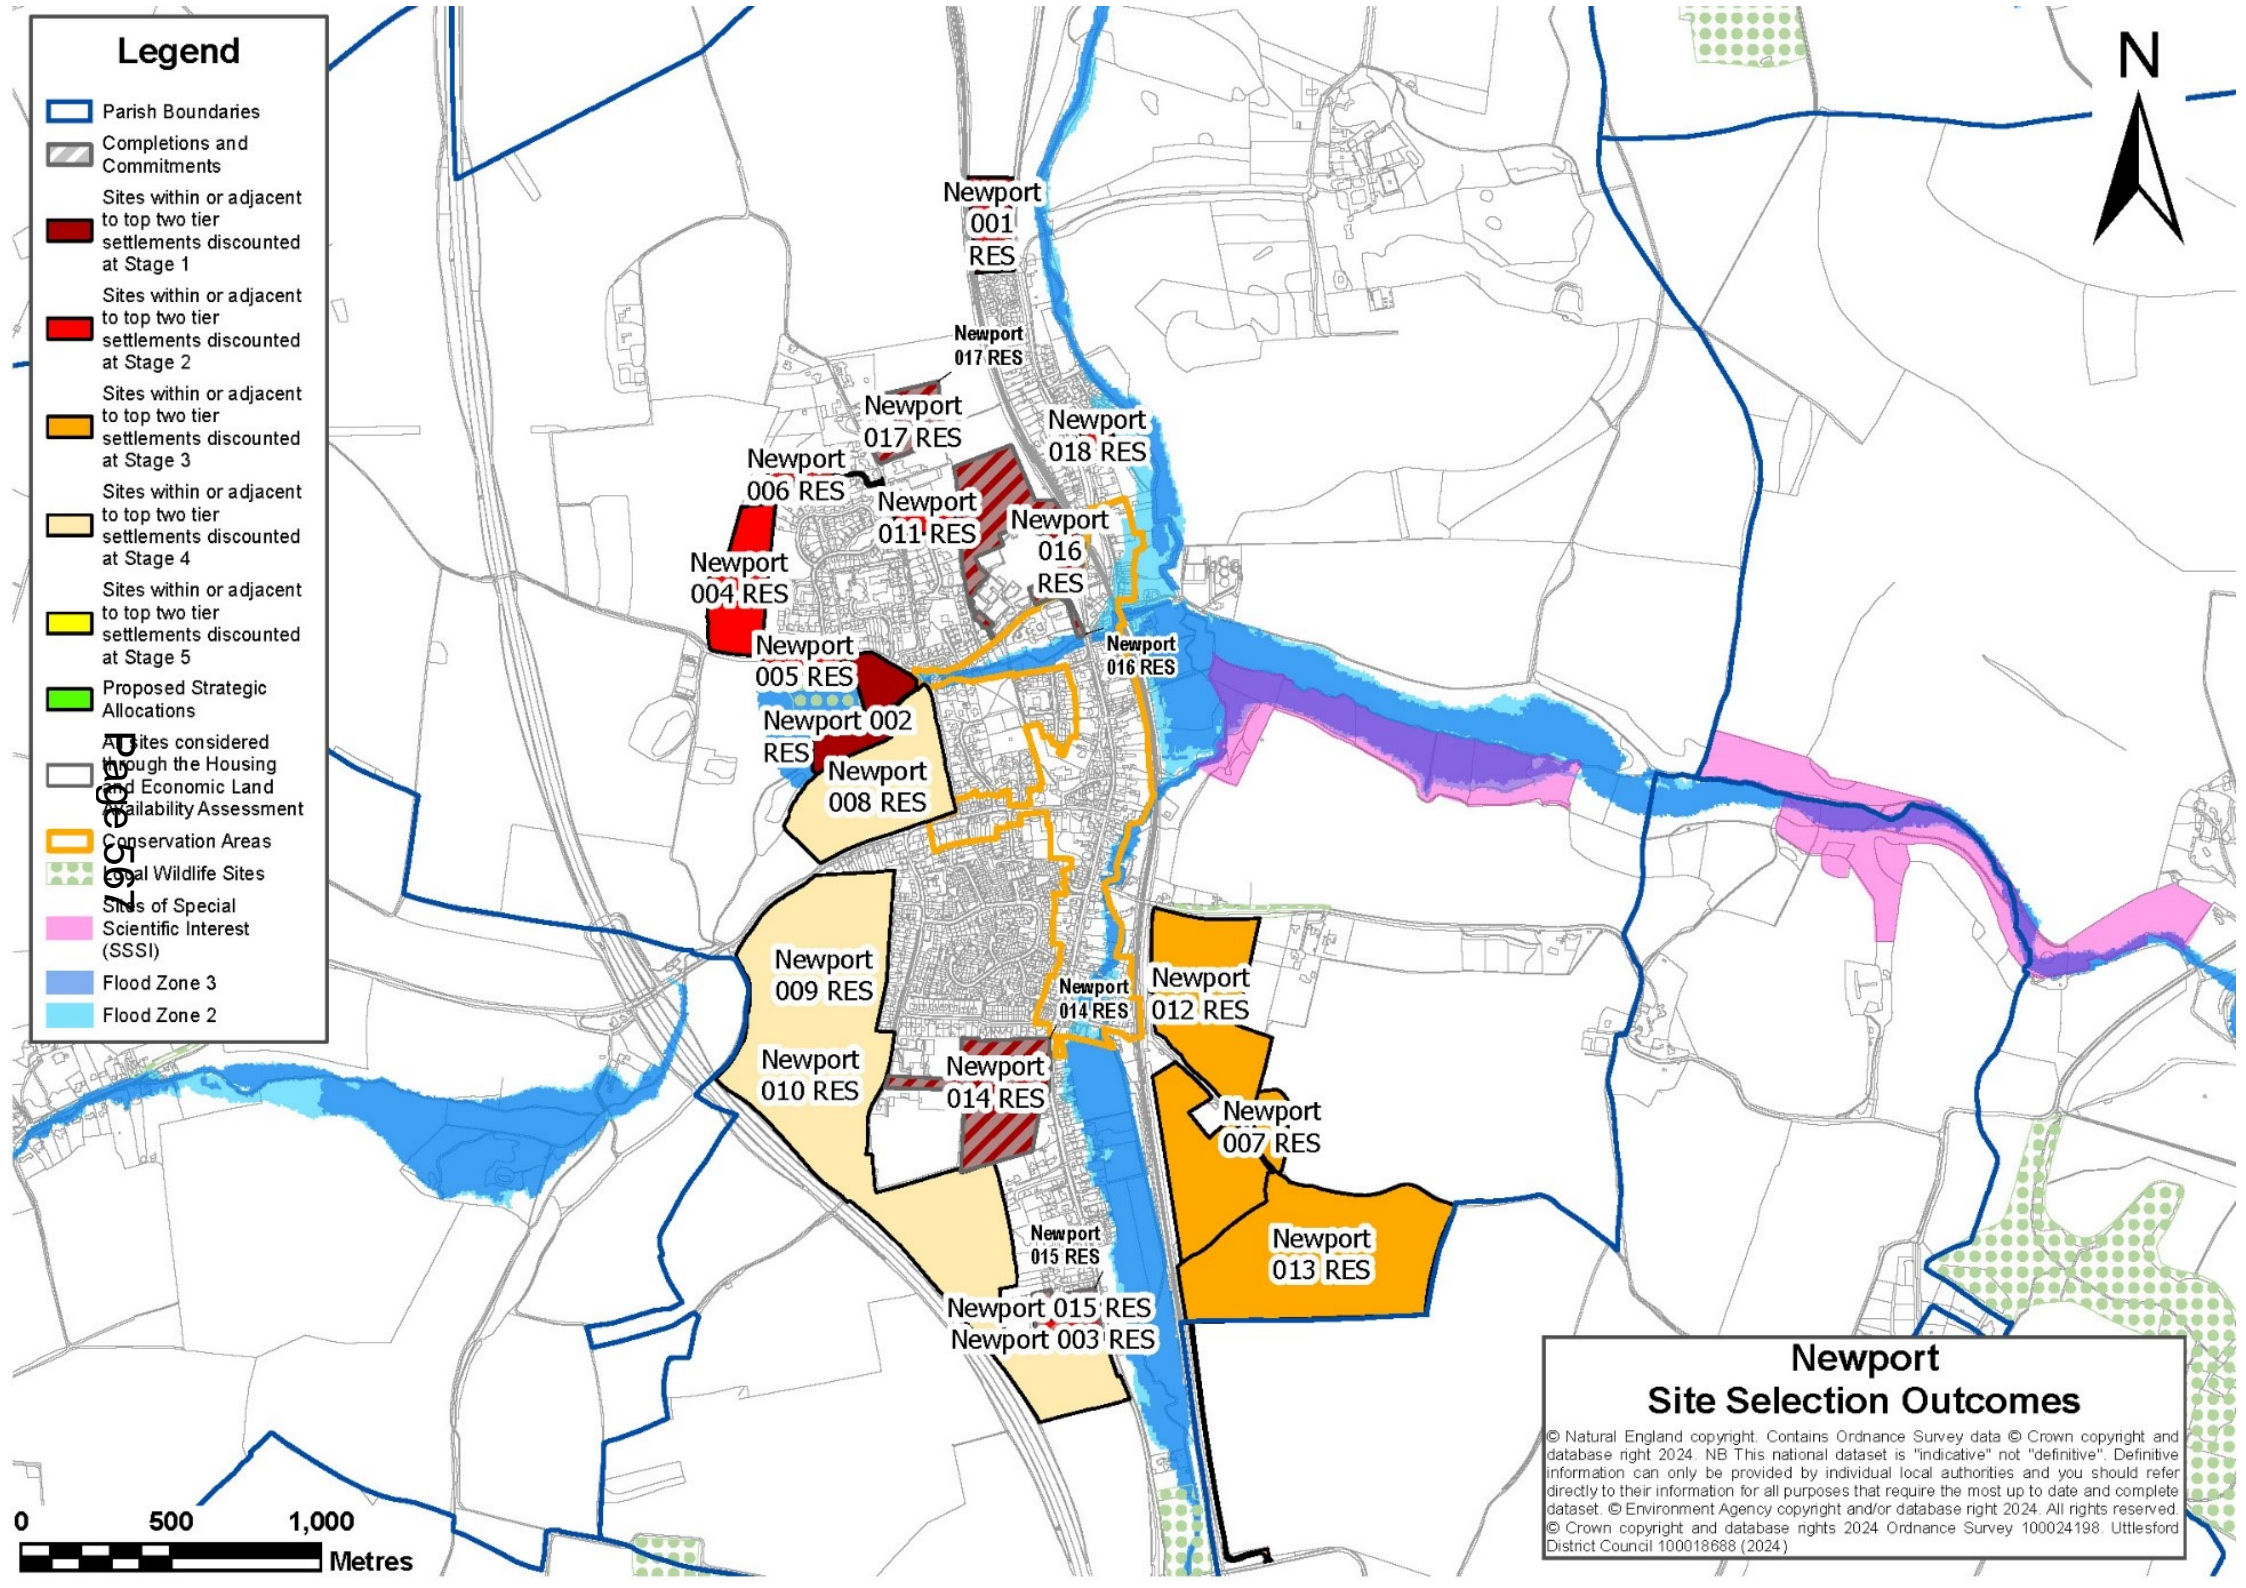 Legend
Parish Boundaries
Completions and
Commitments
Sites within or adjacent
to top two tier
settlements discounted
at Stage 1
Sites within or adjacent
to top two tier
settlements discounted
at Stage 2
Sites within or adjacent
to top two tier
settlements discounted
at Stage 3
Sites within or adjacent
to top two tier
settlements discounted
at Stage 4
Sites within or adjacent
to top two tier
settlements discounted
at Stage 5
Proposed Strategic
Allocations
All sites considered
through the Housing
and Economic Land
Availability Assessment
Conservation Areas
Local Wildlife Sites
Sites of Special
Scientific Interest
(SSSI)
Flood Zone 3
Flood Zone 2
Page 567
N
Newport
001
RES
Newport
017 RES
Newport
017 RES
Newport
018 RES
Newport
006 RES
Newport
011 RES
Newport
016
RES
Newport
004 RES
Newport
005 RES
Newport
016 RES
Newport 002
RES
Newport
008 RES
Newport
009 RES
Newport
014 RES
Newport
012 RES
Newport
010 RES
Newport
014 RES
Newport
007 RES
Newport
015 RES
Newport
013 RES
Newport 015 RES
Newport 003 RES
0 500 1,000
Metres
Newport
Site Selection Outcomes
© Natural England copyright. Contains Ordnance Survey data © Crown copyright and
database right 2024. NB This national dataset is "indicative" not "definitive". Definitive
information can only be provided by individual local authorities and you should refer
directly to their information for all purposes that require the most up to date and complete
dataset. © Environment Agency copyright and/or database right 2024. All rights reserved.
© Crown copyright and database rights 2024 Ordnance Survey 100024198. Uttlesford
District Council 100018688 (2024)